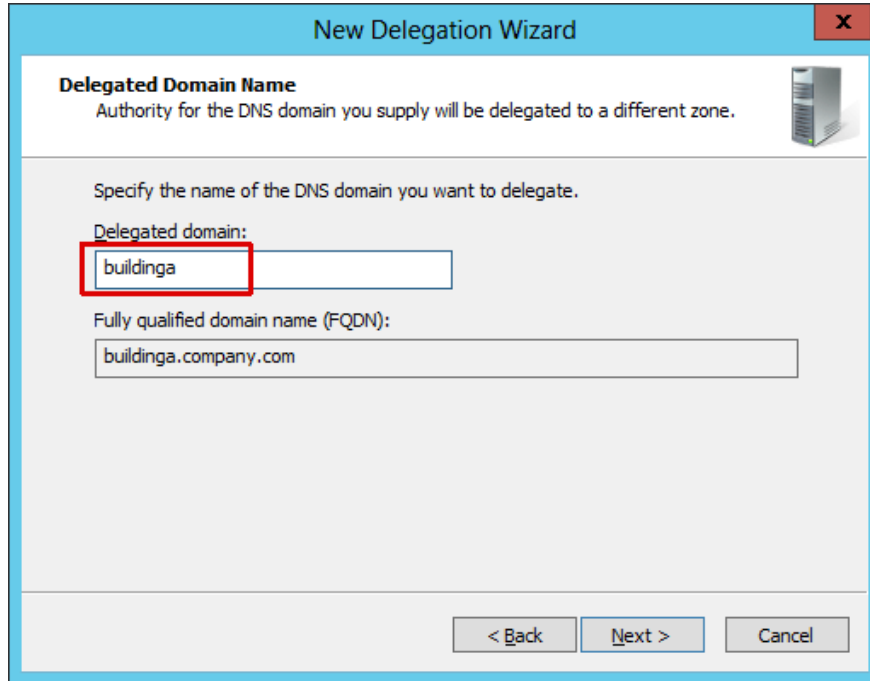 New Delegation Wizard
x
Delegated Domain Name
Authority for the DNS domain you supply will be delegated to a different zone.
Specify the name of the DNS domain you want to delegate.
Delegated domain:
buildinga
Fully qualified domain name (FQDN):
buildinga.company.com
< Back
Next >
Cancel